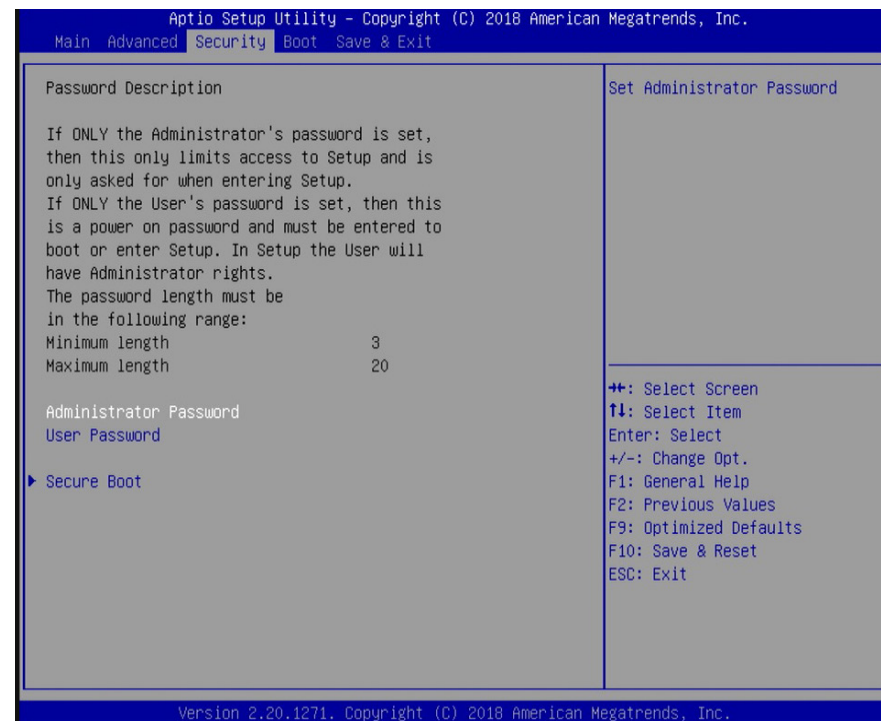 Aptio Setup Utility – Copyright (C) 2018 American Megatrends, Inc.
Main Advanced Security Boot Save & Exit
Password Description
If ONLY the Administrator's password is set,
then this only limits access to Setup and is
only asked for when entering Setup.
If ONLY the User's password is set, then this
is a power on password and must be entered to
boot or enter Setup. In Setup the User will
have Administrator rights.
The password length must be
in the following range:
Minimum length 3
Maximum length 20
Administrator Password
User Password
Secure Boot
Set Administrator Password
→←: Select Screen
↑↓: Select Item
Enter: Select
+/-: Change Opt.
F1: General Help
F2: Previous Values
F9: Optimized Defaults
F10: Save & Reset
ESC: Exit
Version 2.20.1271. Copyright (C) 2018 American Megatrends, Inc.